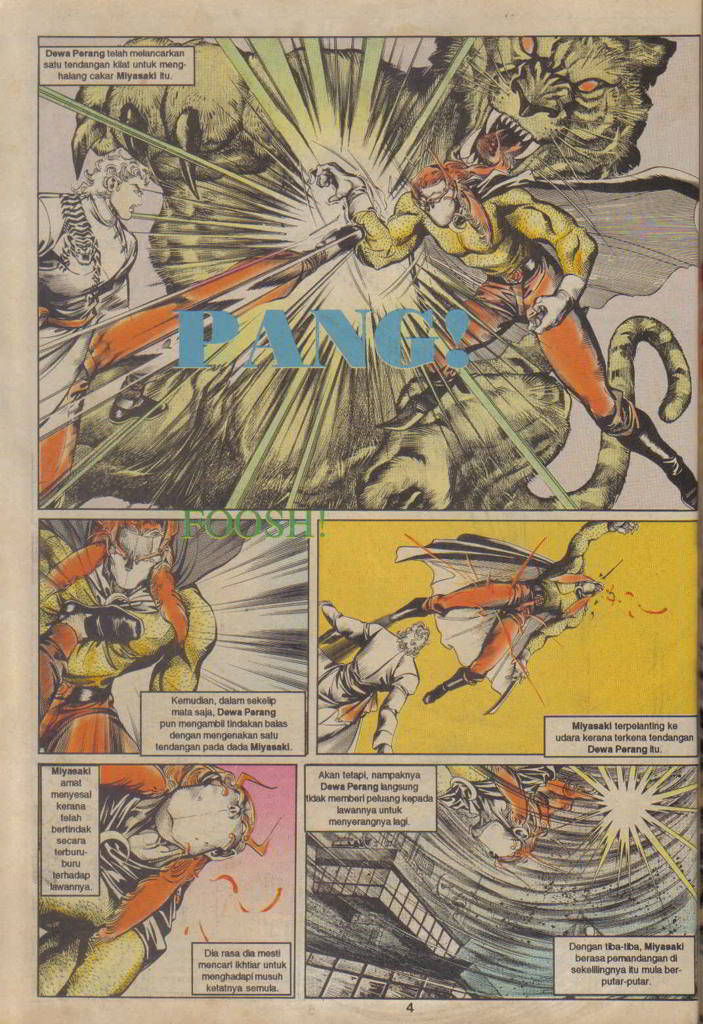 Dewa Perang telah melancarkan
satu tendangan kilat untuk meng-
halang cakar Miyasaki itu.
PANG!
FOOSH!
Kemudian, dalam sekelip
mata saja, Dewa Perang
pun mengambil tindakan balas
dengan mengenakan satu
tendangan pada dada Miyasaki.
Miyasaki terpelanting ke
udara kerana terkena tendangan
Dewa Perang itu.
Miyasaki
amat
menyesal
kerana
telah
bertindak
secara
terburu-
buru
terhadap
lawannya.
Dia rasa dia mesti
mencari ikhtiar untuk
menghadapi musuh
ketatnya semula.
Akan tetapi, nampaknya
Dewa Perang langsung
tidak memberi peluang kepada
lawannya untuk
menyerangnya lagi.
Dengan tiba-tiba, Miyasaki
berasa pemandangan di
sekelilingnya itu mula ber-
putar-putar.
4